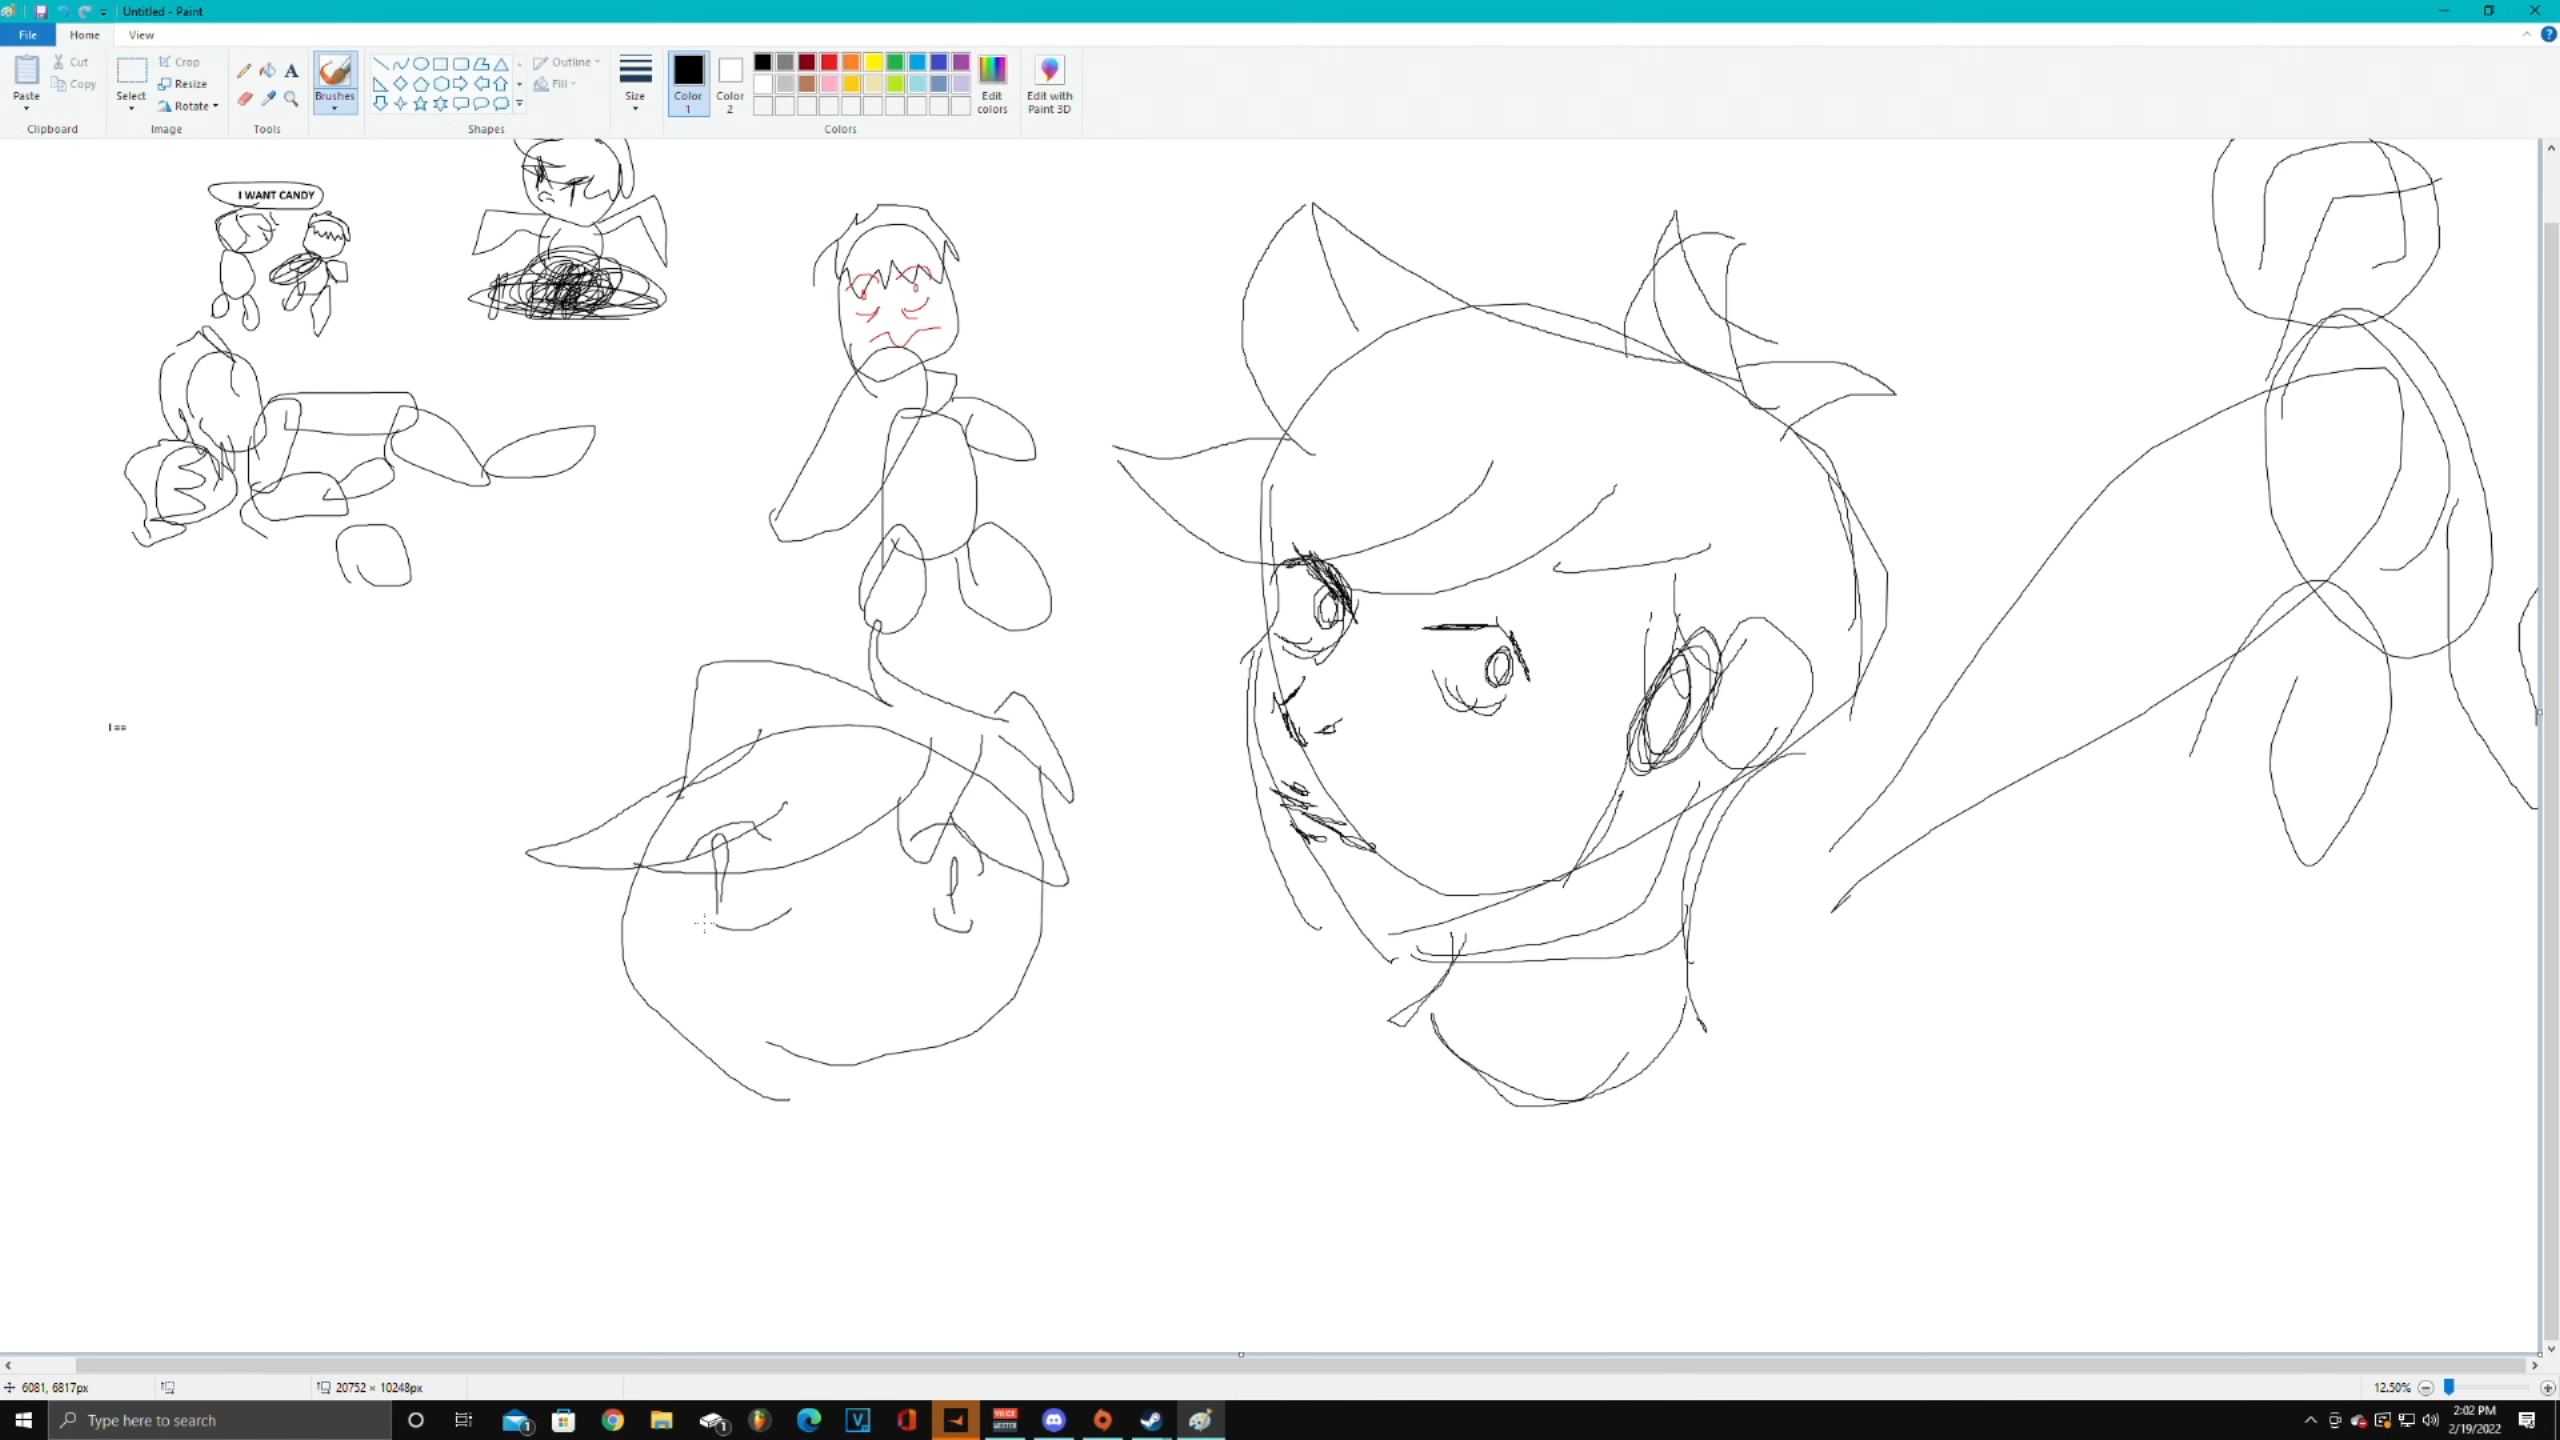 Untitled - Paint
File Home View
Paste
Cut
Copy
Clipboard
Select
Crop
Resize
Rotate
Image
Tools
Brushes
Shapes
Outline
Fill
Size
Color 1
Color 2
Colors
Edit colors
Edit with Paint 3D
I WANT CANDY
I ==
6081, 6817px
20752 × 10248px
12.50%
Type here to search
2:02 PM
2/19/2022